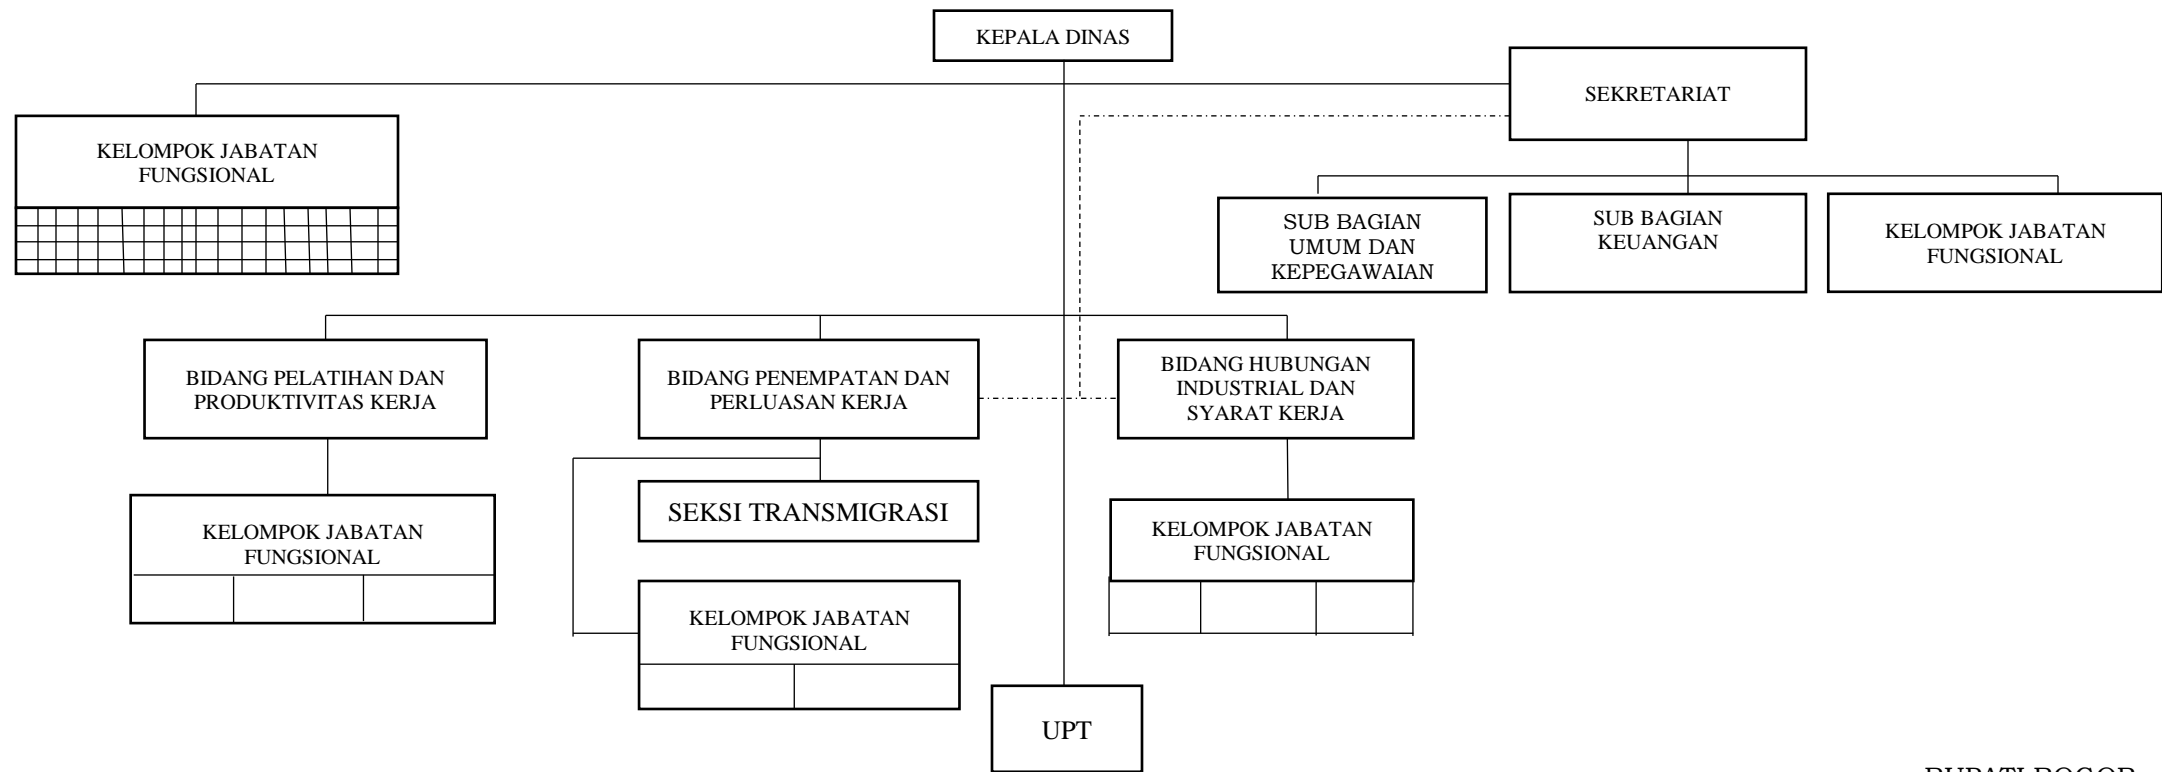 KEPALA DINAS
SEKRETARIAT
KELOMPOK JABATAN
FUNGSIONAL
SUB BAGIAN
UMUM DAN
KEPEGAWAIAN
SUB BAGIAN
KEUANGAN
KELOMPOK JABATAN
FUNGSIONAL
BIDANG PELATIHAN DAN
PRODUKTIVITAS KERJA
BIDANG PENEMPATAN DAN
PERLUASAN KERJA
BIDANG HUBUNGAN
INDUSTRIAL DAN
SYARAT KERJA
KELOMPOK JABATAN
FUNGSIONAL
SEKSI TRANSMIGRASI
KELOMPOK JABATAN
FUNGSIONAL
KELOMPOK JABATAN
FUNGSIONAL
UPT
BUPATI BOGOR